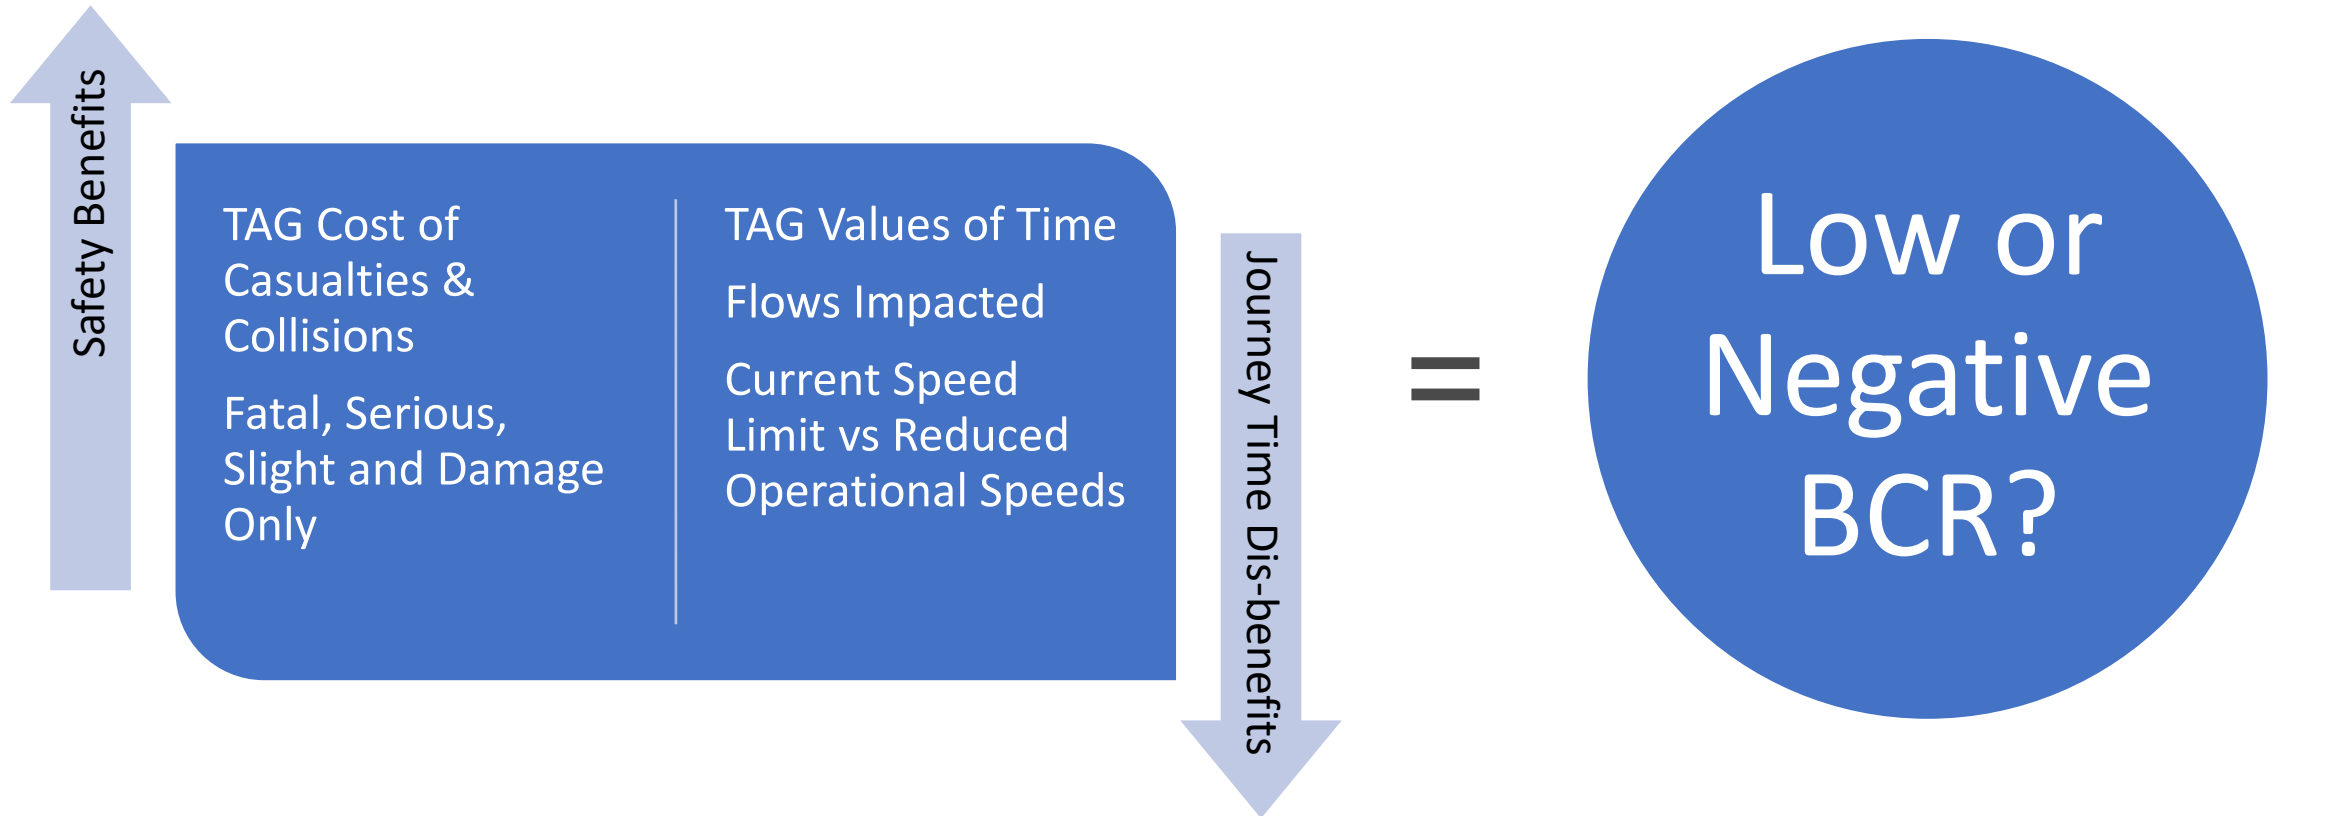 Safety Benefits
TAG Cost of
Casualties &
Collisions
Fatal, Serious,
Slight and Damage
Only
TAG Values of Time
Flows Impacted
Current Speed
Limit vs Reduced
Operational Speeds
Journey Time Dis-benefits
=
Low or
Negative
BCR?